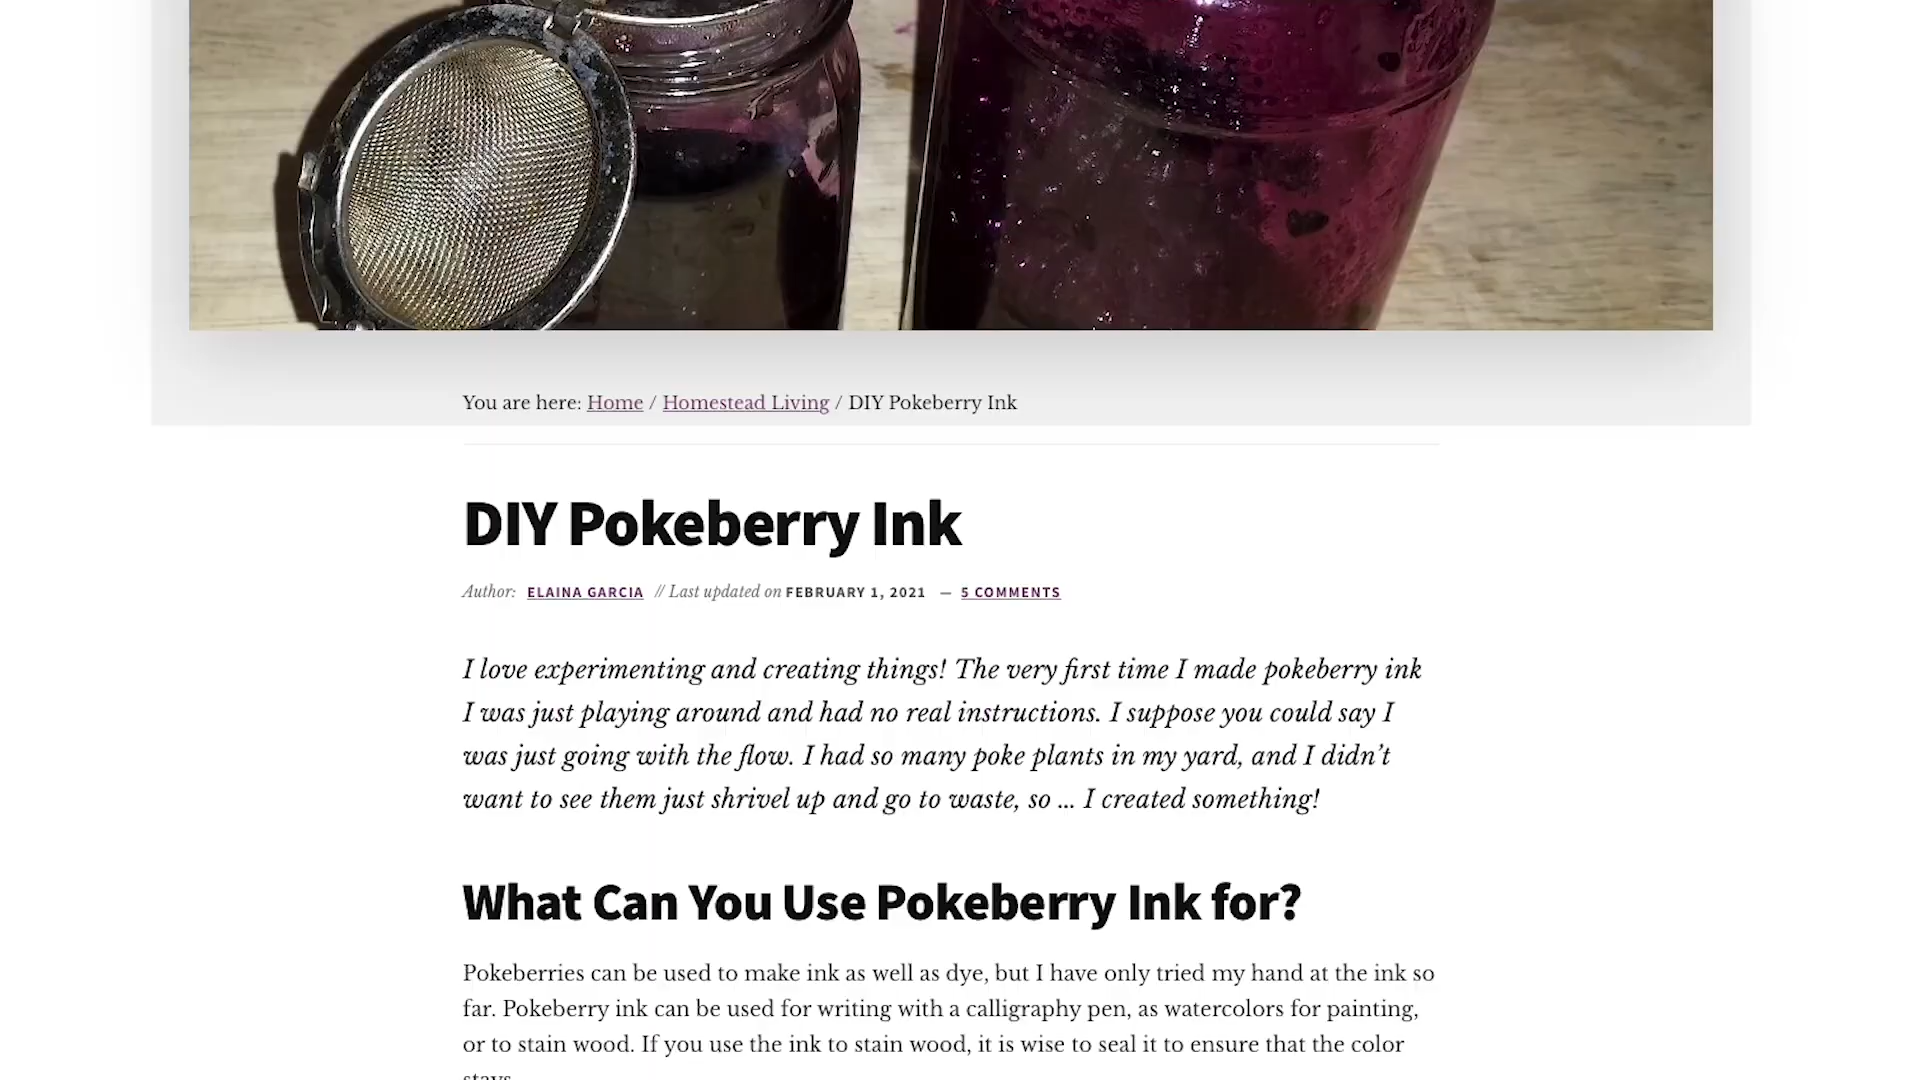 You are here: Home / Homestead Living / DIY Pokeberry Ink
DIY Pokeberry Ink
Author: ELAINA GARCIA // Last updated on FEBRUARY 1, 2021 — 5 COMMENTS
I love experimenting and creating things! The very first time I made pokeberry ink
I was just playing around and had no real instructions. I suppose you could say I
was just going with the flow. I had so many poke plants in my yard, and I didn’t
want to see them just shrivel up and go to waste, so … I created something!
What Can You Use Pokeberry Ink for?
Pokeberries can be used to make ink as well as dye, but I have only tried my hand at the ink so
far. Pokeberry ink can be used for writing with a calligraphy pen, as watercolors for painting,
or to stain wood. If you use the ink to stain wood, it is wise to seal it to ensure that the color
stays.